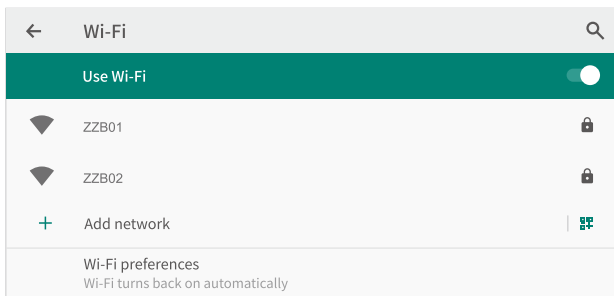 Wi-Fi
Use Wi-Fi
ZZB01
ZZB02
Add network
Wi-Fi preferences
Wi-Fi turns back on automatically